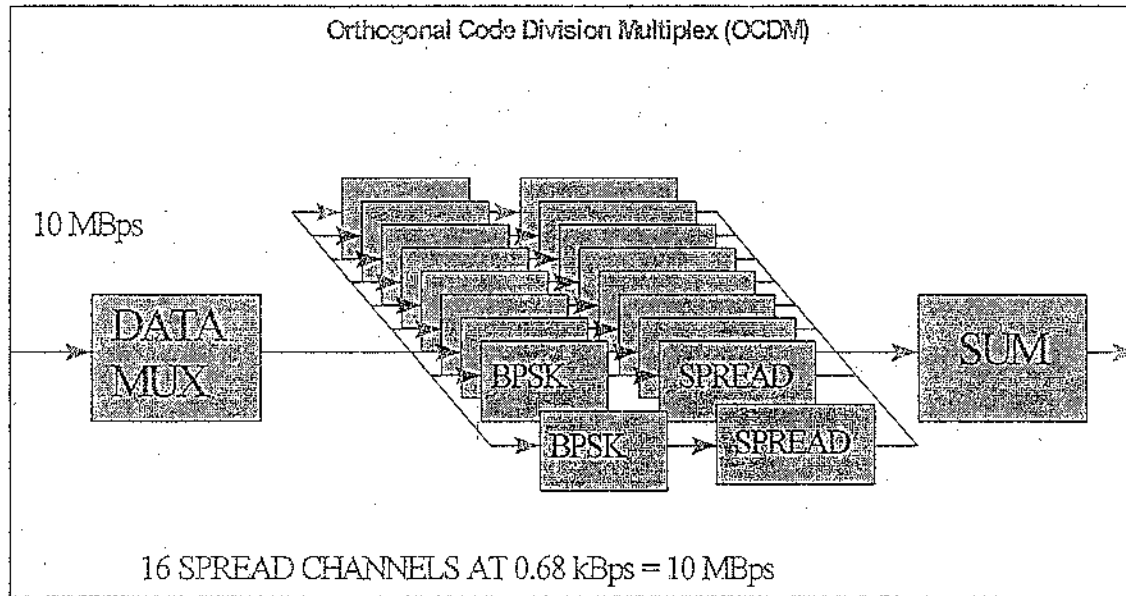 Orthogonal Code Division Multiplex (OCDM)
10 MBps
DATA
MUX
BPSK
SPREAD
SUM
BPSK
SPREAD
16 SPREAD CHANNELS AT 0.68 kBps = 10 MBps